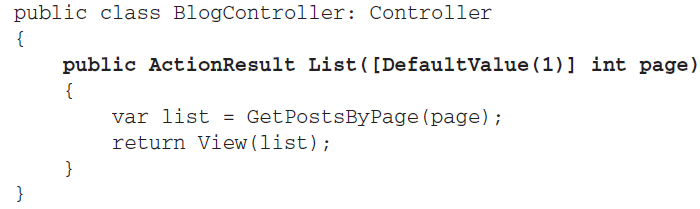 public class BlogController: Controller
{
    public ActionResult List([DefaultValue(1)] int page)
    {
        var list = GetPostsByPage(page);
        return View(list);
    }
}